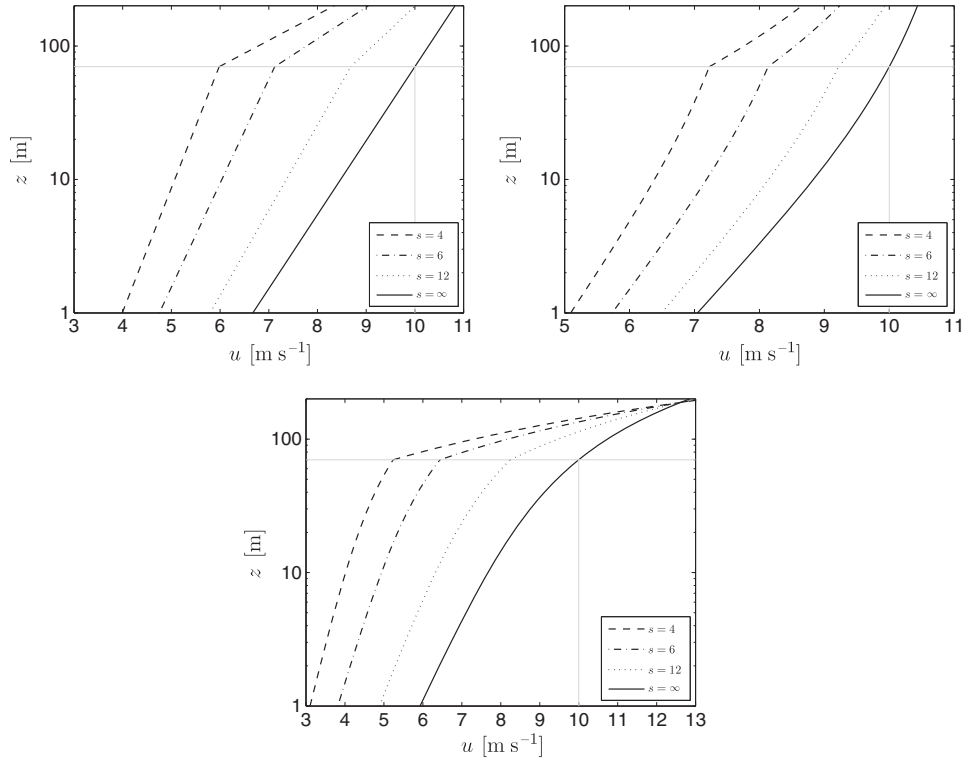 100
10
1
z [m]
3 4 5 6 7 8 9 10 11
u [m s⁻¹]
s = 4
s = 6
s = 12
s = ∞
100
10
1
z [m]
5 6 7 8 9 10 11
u [m s⁻¹]
s = 4
s = 6
s = 12
s = ∞
100
10
1
z [m]
3 4 5 6 7 8 9 10 11 12 13
u [m s⁻¹]
s = 4
s = 6
s = 12
s = ∞